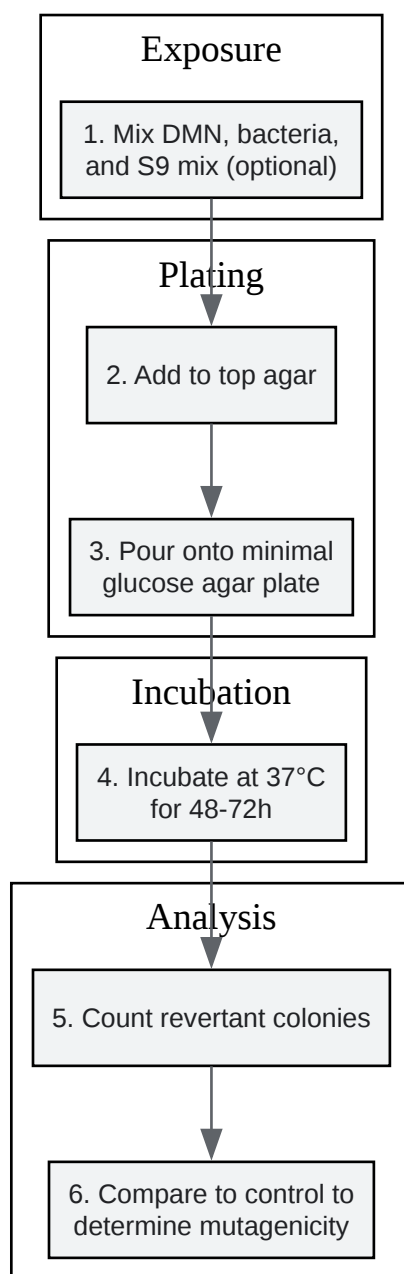 Exposure
1. Mix DMN, bacteria,
and S9 mix (optional)
Plating
2. Add to top agar
3. Pour onto minimal
glucose agar plate
Incubation
4. Incubate at 37°C
for 48-72h
Analysis
5. Count revertant colonies
6. Compare to control to
determine mutagenicity